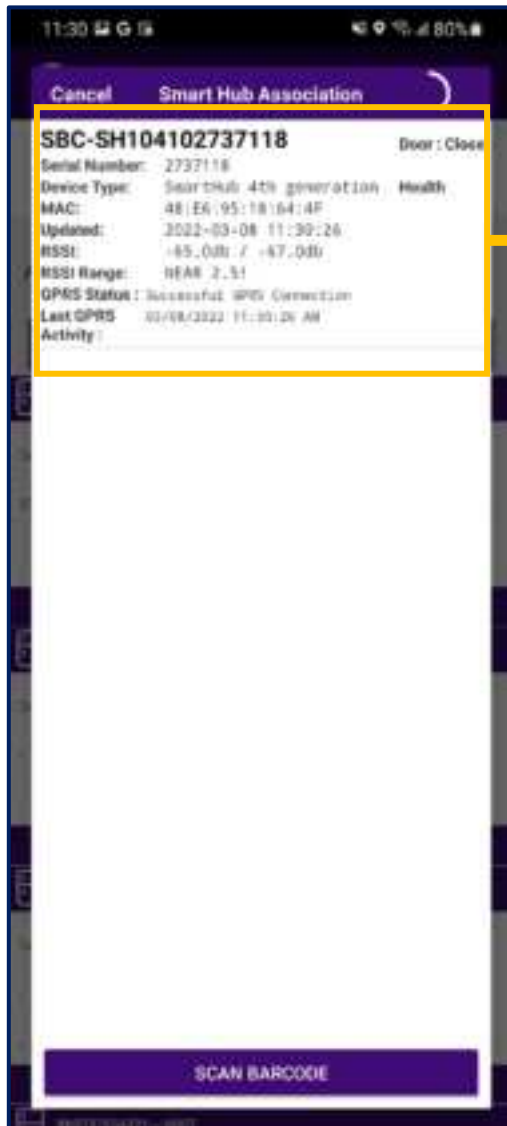 11:30 G 80%
Cancel Smart Hub Association
SBC-SH104102737118 Door : Close
Serial Number: 2737118
Device Type: SmartHub 4th generation Health
MAC: 48:E6:95:18:64:4F
Updated: 2022-03-08 11:30:26
RSSI: -65.0db / -67.0db
RSSI Range: NEAR 2.5!
GPRS Status : Successful GPRS Connection
Last GPRS 03/08/2022 11:30:26 AM
Activity :
SCAN BARCODE